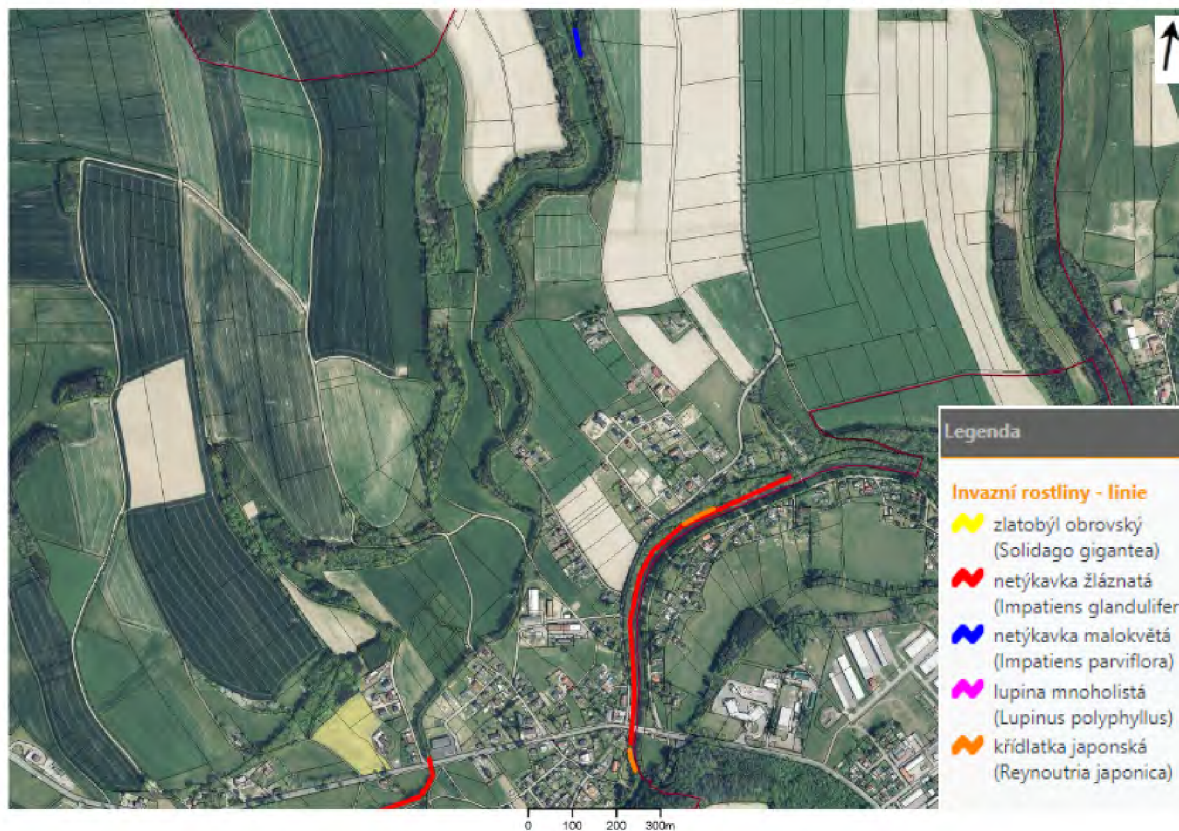 Legenda
Invazní rostliny - linie
zlatobýl obrovský
(Solidago gigantea)
netýkavka žláznatá
(Impatiens glandulifer
netýkavka malokvětá
(Impatiens parviflora)
lupina mnoholistá
(Lupinus polyphyllus)
křídlatka japonská
(Reynoutria japonica)
0 100 200 300m